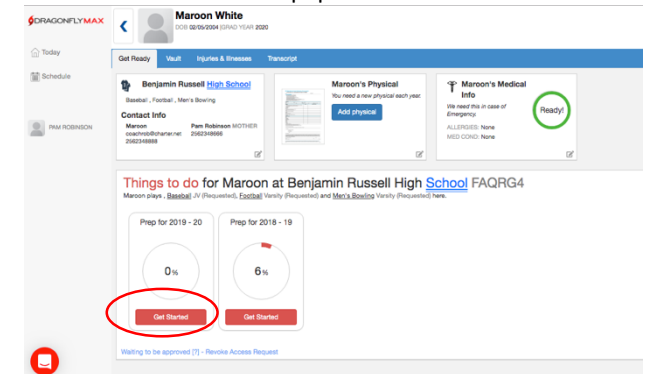 DRAGONFLYMAX
Maroon White
DOB 02/05/2004 |GRAD YEAR 2020
Today
Schedule
PAM ROBINSON
Get Ready Vault Injuries & Illnesses Transcript
Benjamin Russell High School
Baseball , Football , Men's Bowling
Contact Info
Maroon Pam Robinson MOTHER
coachrob@charter.net 2562348688
2562348688
Maroon's Physical
You need a new physical each year.
Add physical
Maroon's Medical
Info
We need this in case of
Emergency.
ALLERGIES: None
MED COND: None
Ready!
Things to do for Maroon at Benjamin Russell High School FAQRG4
Maroon plays , Baseball JV (Requested), Football Varsity (Requested) and Men's Bowling Varsity (Requested) here.
Prep for 2019 - 20
0%
Get Started
Prep for 2018 - 19
6%
Get Started
Waiting to be approved [?] - Revoke Access Request